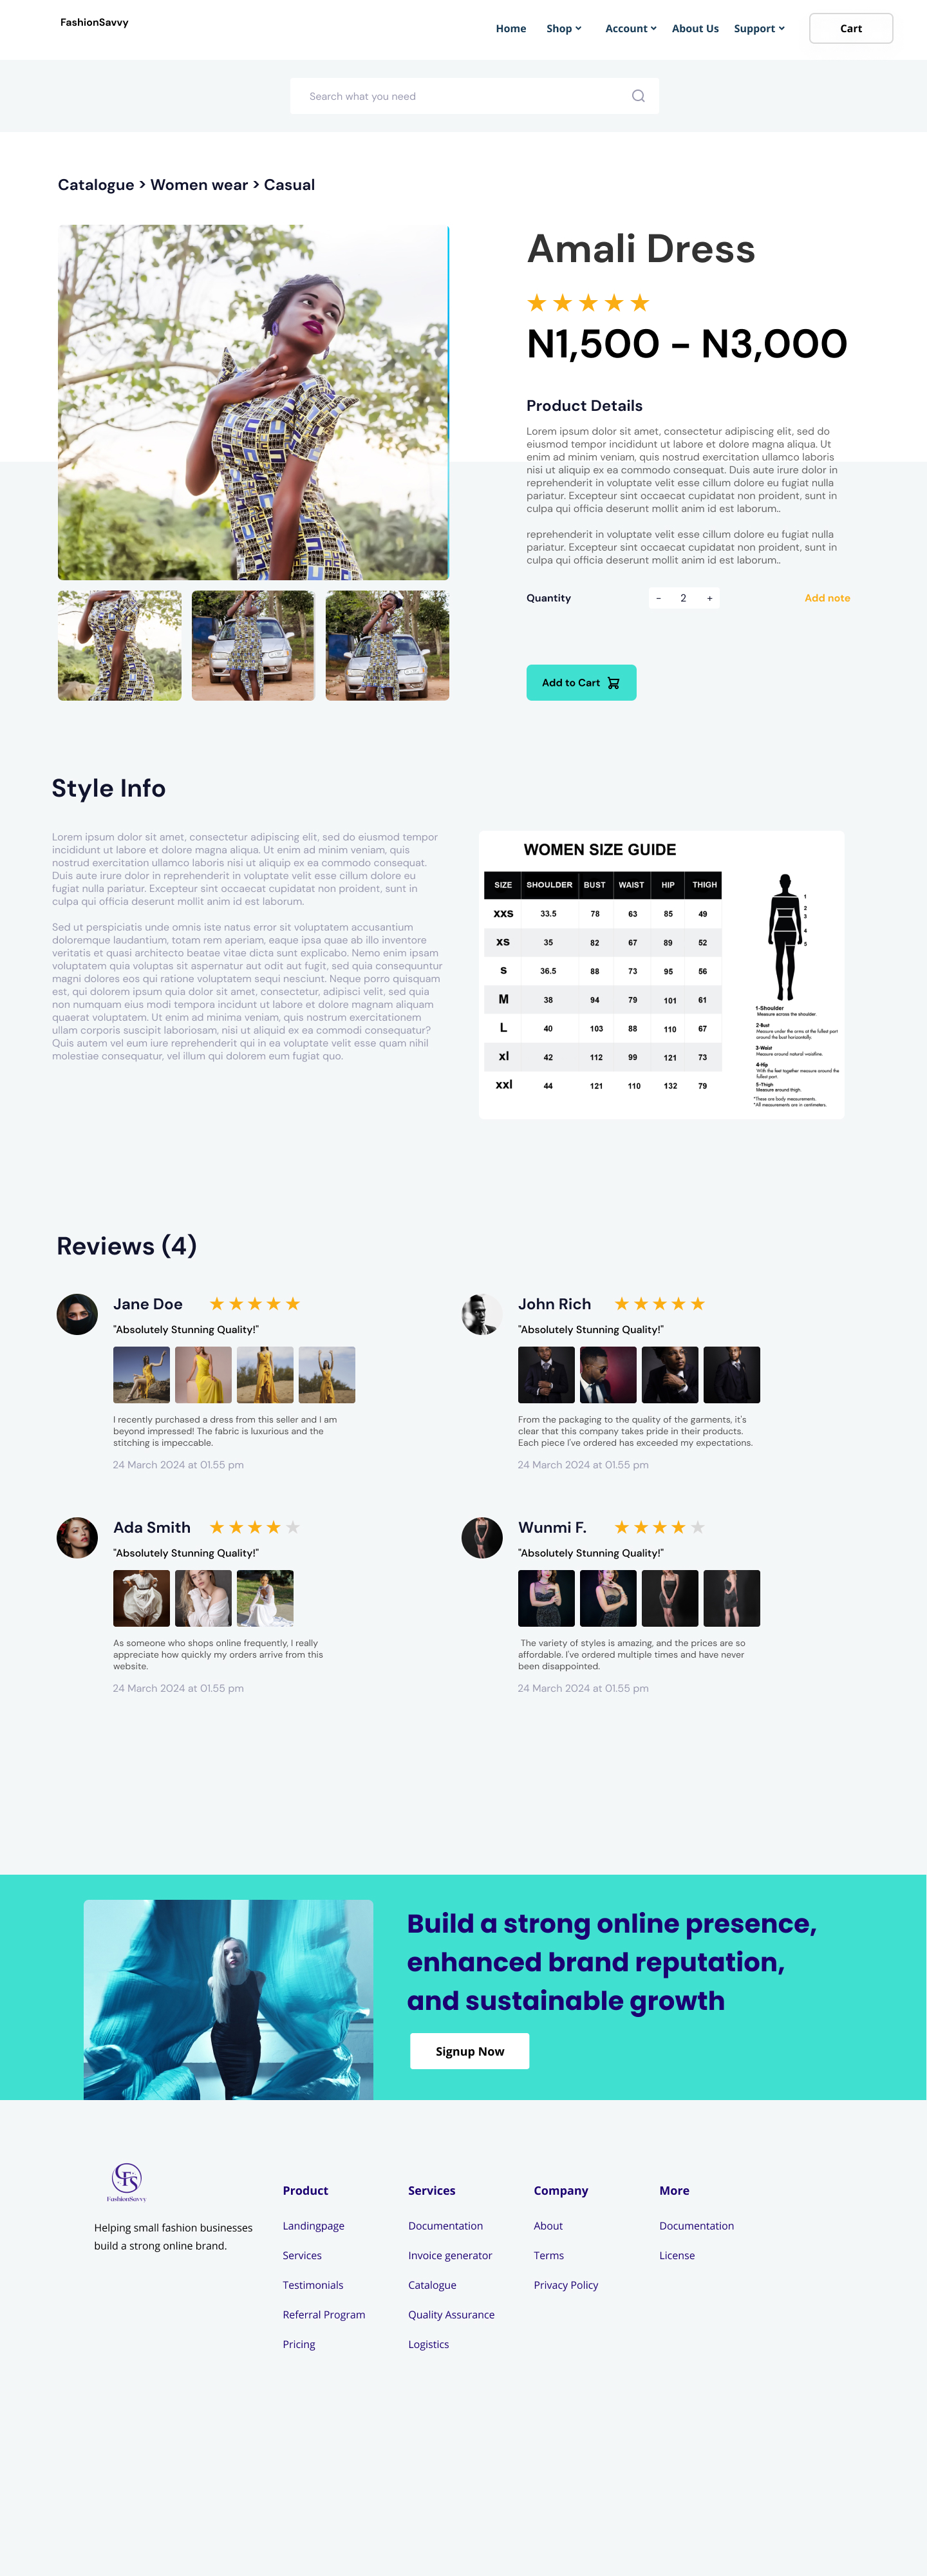 FashionSavvy
Home Shop Account About Us Support Cart
Search what you need
Catalogue > Women wear > Casual
Amali Dress
N1,500 - N3,000
Product Details
Lorem ipsum dolor sit amet, consectetur adipiscing elit, sed do
eiusmod tempor incididunt ut labore et dolore magna aliqua. Ut
enim ad minim veniam, quis nostrud exercitation ullamco laboris
nisi ut aliquip ex ea commodo consequat. Duis aute irure dolor in
reprehenderit in voluptate velit esse cillum dolore eu fugiat nulla
pariatur. Excepteur sint occaecat cupidatat non proident, sunt in
culpa qui officia deserunt mollit anim id est laborum..
reprehenderit in voluptate velit esse cillum dolore eu fugiat nulla
pariatur. Excepteur sint occaecat cupidatat non proident, sunt in
culpa qui officia deserunt mollit anim id est laborum..
Quantity - 2 + Add note
Add to Cart
Style Info
Lorem ipsum dolor sit amet, consectetur adipiscing elit, sed do eiusmod tempor
incididunt ut labore et dolore magna aliqua. Ut enim ad minim veniam, quis
nostrud exercitation ullamco laboris nisi ut aliquip ex ea commodo consequat.
Duis aute irure dolor in reprehenderit in voluptate velit esse cillum dolore eu
fugiat nulla pariatur. Excepteur sint occaecat cupidatat non proident, sunt in
culpa qui officia deserunt mollit anim id est laborum.
Sed ut perspiciatis unde omnis iste natus error sit voluptatem accusantium
doloremque laudantium, totam rem aperiam, eaque ipsa quae ab illo inventore
veritatis et quasi architecto beatae vitae dicta sunt explicabo. Nemo enim ipsam
voluptatem quia voluptas sit aspernatur aut odit aut fugit, sed quia consequuntur
magni dolores eos qui ratione voluptatem sequi nesciunt. Neque porro quisquam
est, qui dolorem ipsum quia dolor sit amet, consectetur, adipisci velit, sed quia
non numquam eius modi tempora incidunt ut labore et dolore magnam aliquam
quaerat voluptatem. Ut enim ad minima veniam, quis nostrum exercitationem
ullam corporis suscipit laboriosam, nisi ut aliquid ex ea commodi consequatur?
Quis autem vel eum iure reprehenderit qui in ea voluptate velit esse quam nihil
molestiae consequatur, vel illum qui dolorem eum fugiat quo.
WOMEN SIZE GUIDE
SIZE SHOULDER BUST WAIST HIP THIGH
XXS 33.5 78 63 85 49
XS 35 82 67 89 52
S 36.5 88 73 95 56
M 38 94 79 101 61
L 40 103 88 110 67
xl 42 112 99 121 73
xxl 44 121 110 132 79
1
2
3
4
5
1-Shoulder
Measure across the shoulder.
2-Bust
Measure under the arms at the fullest part
around the bust horizontally.
3-Waist
Measure around natural waistline.
4-Hip
With the feet together measure around the
fullest part.
5-Thigh
Measure around thigh.
*These are body measurements.
*All measurements are in centimeters.
Reviews (4)
Jane Doe
"Absolutely Stunning Quality!"
I recently purchased a dress from this seller and I am
beyond impressed! The fabric is luxurious and the
stitching is impeccable.
24 March 2024 at 01.55 pm
John Rich
"Absolutely Stunning Quality!"
From the packaging to the quality of the garments, it's
clear that this company takes pride in their products.
Each piece I've ordered has exceeded my expectations.
24 March 2024 at 01.55 pm
Ada Smith
"Absolutely Stunning Quality!"
As someone who shops online frequently, I really
appreciate how quickly my orders arrive from this
website.
24 March 2024 at 01.55 pm
Wunmi F.
"Absolutely Stunning Quality!"
The variety of styles is amazing, and the prices are so
affordable. I've ordered multiple times and have never
been disappointed.
24 March 2024 at 01.55 pm
Build a strong online presence,
enhanced brand reputation,
and sustainable growth
Signup Now
CFS
FashionSavvy
Helping small fashion businesses
build a strong online brand.
Product
Landingpage
Services
Testimonials
Referral Program
Pricing
Services
Documentation
Invoice generator
Catalogue
Quality Assurance
Logistics
Company
About
Terms
Privacy Policy
More
Documentation
License